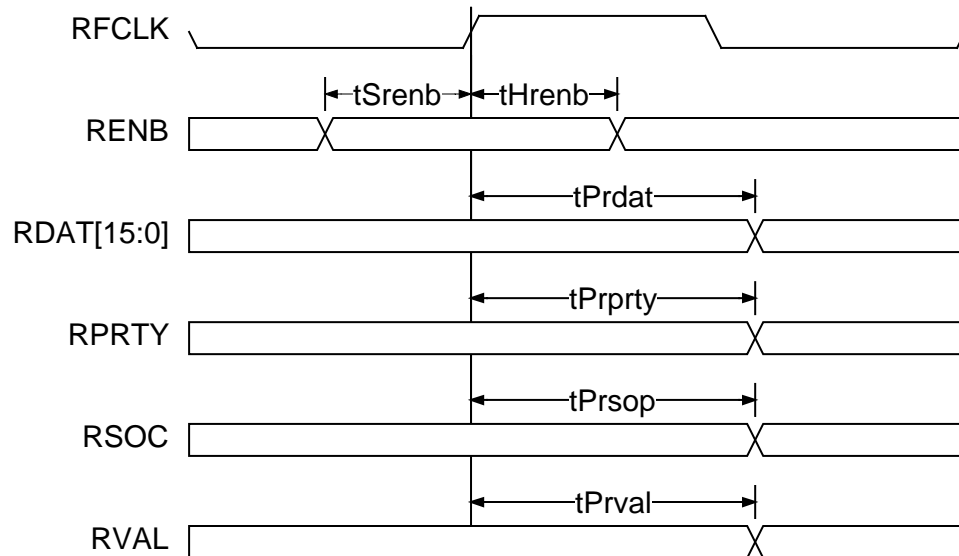 RFCLK
tSrenb tHrenb
RENB
tPrdat
RDAT[15:0]
tPrprty
RPRTY
tPrsop
RSOC
tPrval
RVAL